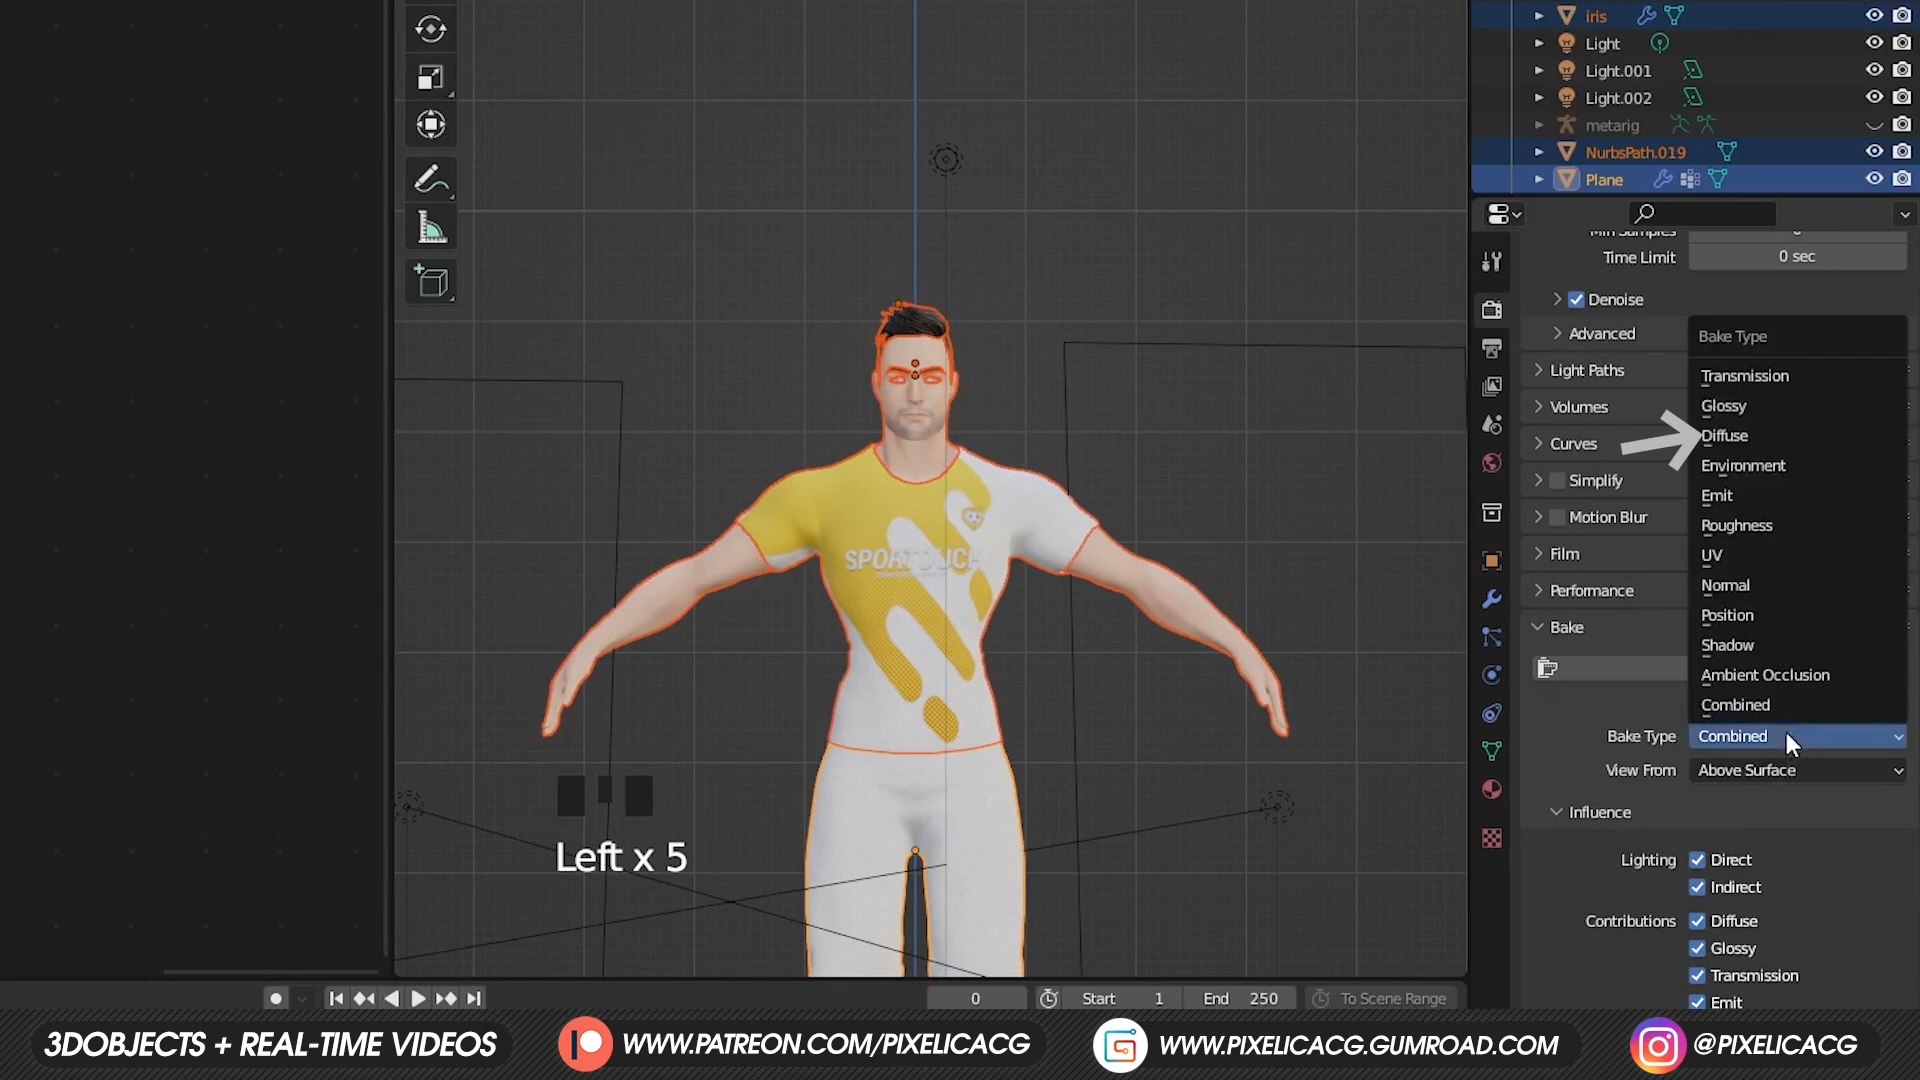 iris
Light
Light.001
Light.002
metarig
NurbsPath.019
Plane
Min Samples
Time Limit
0 sec
Denoise
Advanced
Light Paths
Volumes
Curves
Simplify
Motion Blur
Film
Performance
Bake
Bake Type
Transmission
Glossy
Diffuse
Environment
Emit
Roughness
UV
Normal
Position
Shadow
Ambient Occlusion
Combined
Bake Type
Combined
View From
Above Surface
Influence
Lighting
Direct
Indirect
Contributions
Diffuse
Glossy
Transmission
Emit
SPORTOUCH
Left x 5
0
Start 1
End 250
To Scene Range
3DOBJECTS + REAL-TIME VIDEOS
WWW.PATREON.COM/PIXELICACG
WWW.PIXELICACG.GUMROAD.COM
@PIXELICACG